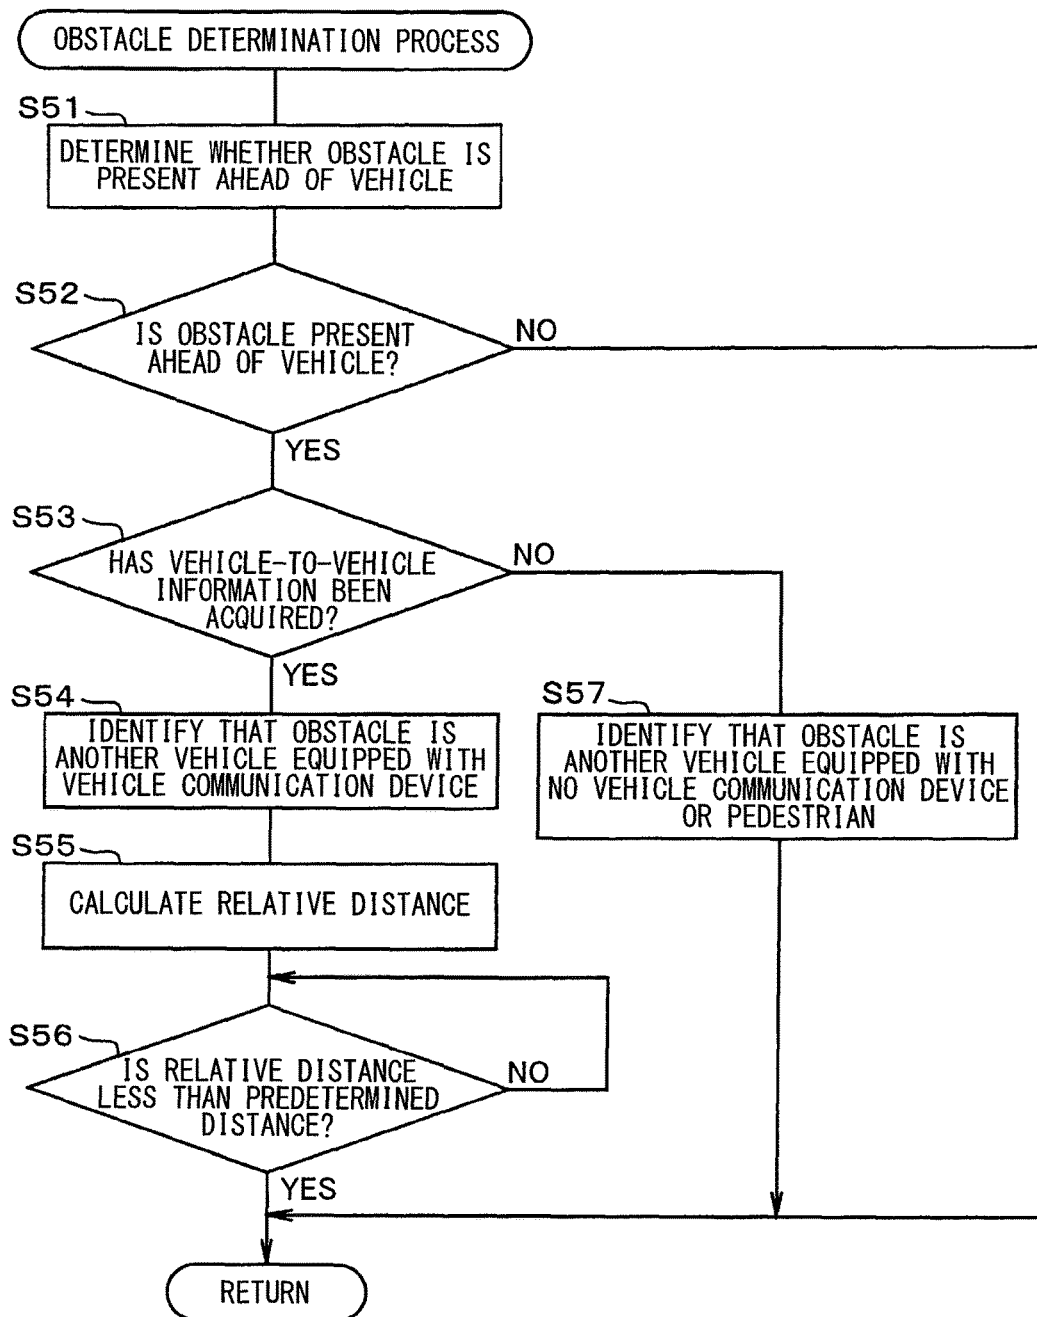 OBSTACLE DETERMINATION PROCESS
S51
DETERMINE WHETHER OBSTACLE IS
PRESENT AHEAD OF VEHICLE
S52
IS OBSTACLE PRESENT
AHEAD OF VEHICLE?
NO
YES
S53
HAS VEHICLE-TO-VEHICLE
INFORMATION BEEN
ACQUIRED?
NO
YES
S54
IDENTIFY THAT OBSTACLE IS
ANOTHER VEHICLE EQUIPPED WITH
VEHICLE COMMUNICATION DEVICE
S57
IDENTIFY THAT OBSTACLE IS
ANOTHER VEHICLE EQUIPPED WITH
NO VEHICLE COMMUNICATION DEVICE
OR PEDESTRIAN
S55
CALCULATE RELATIVE DISTANCE
S56
IS RELATIVE DISTANCE
LESS THAN PREDETERMINED
DISTANCE?
NO
YES
RETURN